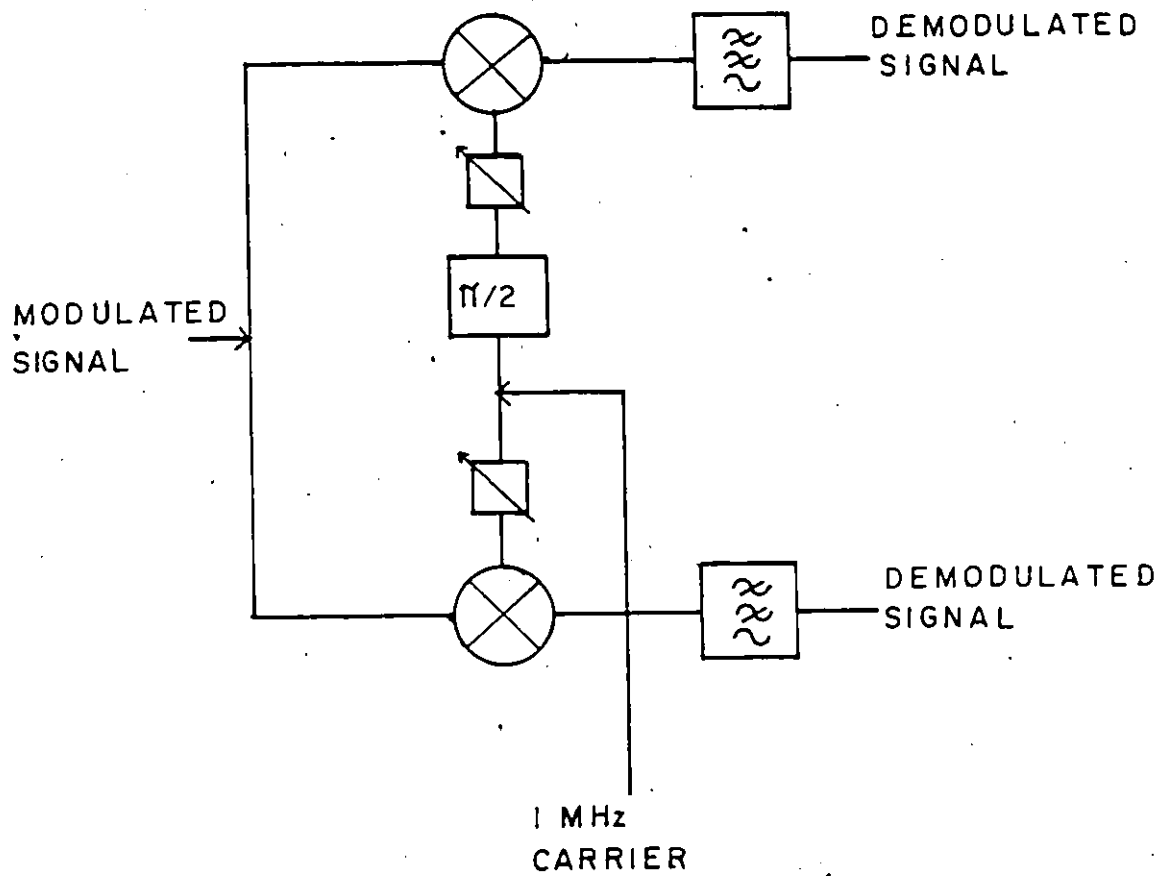 DEMODULATED
SIGNAL
π/2
MODULATED
SIGNAL
DEMODULATED
SIGNAL
1 MHz
CARRIER